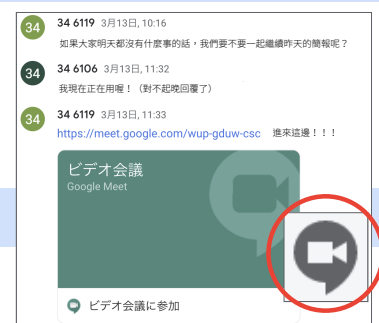 34 34 6119 3月13日, 10:16
如果大家明天都沒有什麼事的話，我們要不要一起繼續昨天的簡報呢？
34 34 6106 3月13日, 11:32
我現在正在用喔！（對不起晚回覆了）
34 34 6119 3月13日, 11:33
https://meet.google.com/wup-gduw-csc 進來這邊！！！
ビデオ会議
Google Meet
ビデオ会議に参加